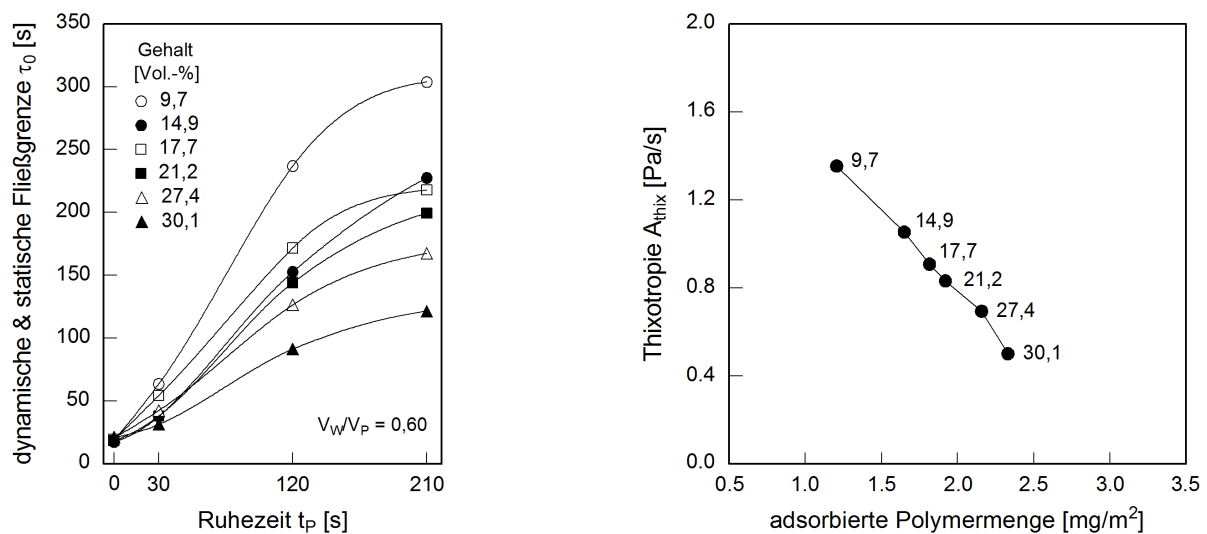 dynamische & statische Fließgrenze τ0 [s]
350
300
250
200
150
100
50
0
Gehalt
[Vol.-%]
9,7
14,9
17,7
21,2
27,4
30,1
VW/VP = 0,60
0 30 120 210
Ruhezeit tP [s]
Thixotropie Athix [Pa/s]
2.0
1.6
1.2
0.8
0.4
0.0
9,7
14,9
17,7
21,2
27,4
30,1
0.5 1.0 1.5 2.0 2.5 3.0 3.5
adsorbierte Polymermenge [mg/m²]